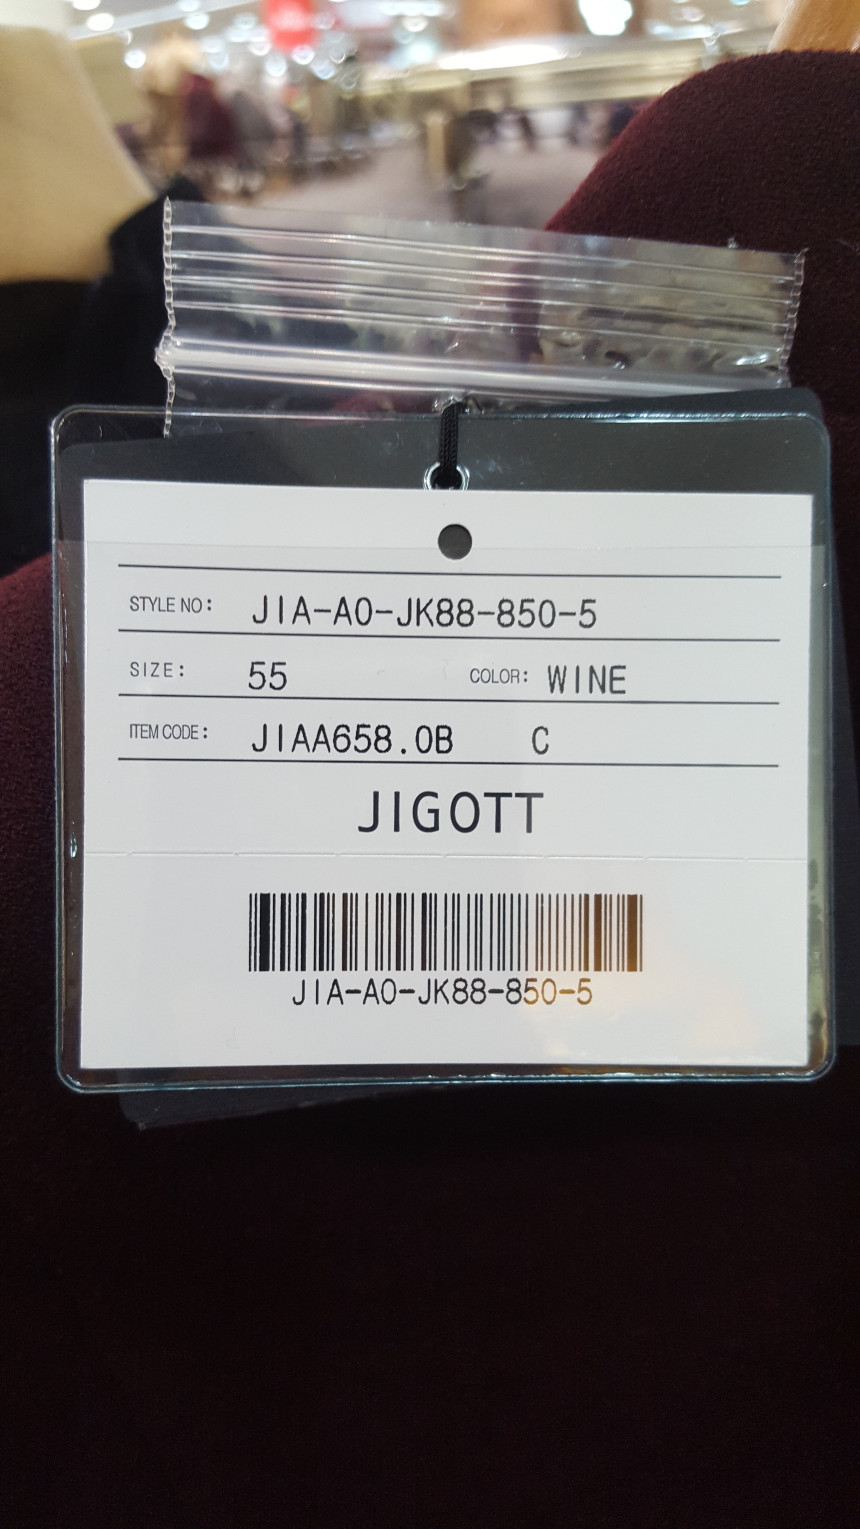 STYLE NO: JIA-A0-JK88-850-5
SIZE: 55 COLOR: WINE
ITEM CODE: JIAA658.0B C
JIGOTT
JIA-A0-JK88-850-5